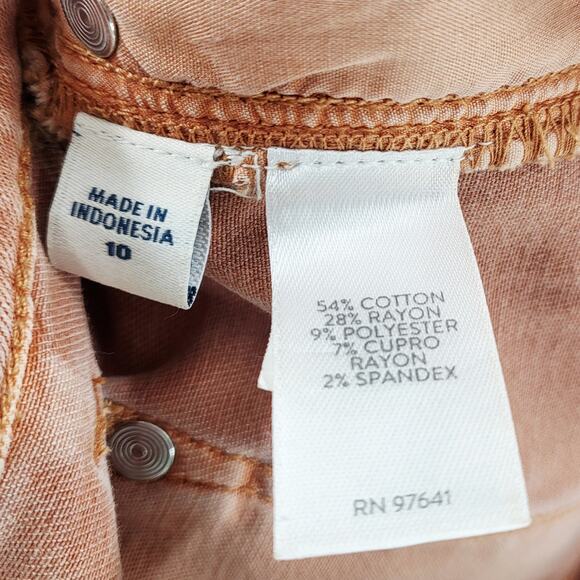 MADE IN
INDONESIA
10
54% COTTON
28% RAYON
9% POLYESTER
7% CUPRO
RAYON
2% SPANDEX
RN 97641